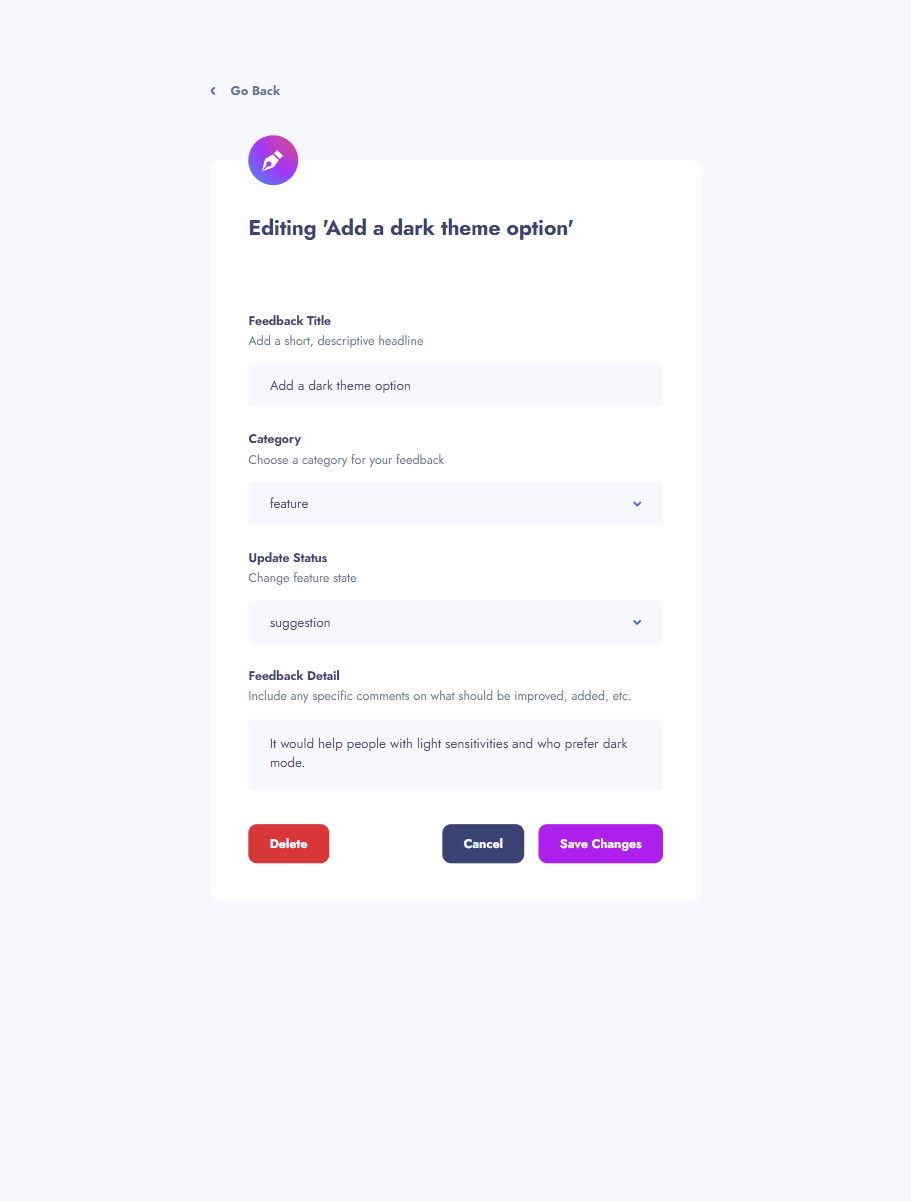 Go Back
Editing 'Add a dark theme option'
Feedback Title
Add a short, descriptive headline
Add a dark theme option
Category
Choose a category for your feedback
feature
Update Status
Change feature state
suggestion
Feedback Detail
Include any specific comments on what should be improved, added, etc.
It would help people with light sensitivities and who prefer dark
mode.
Delete
Cancel
Save Changes